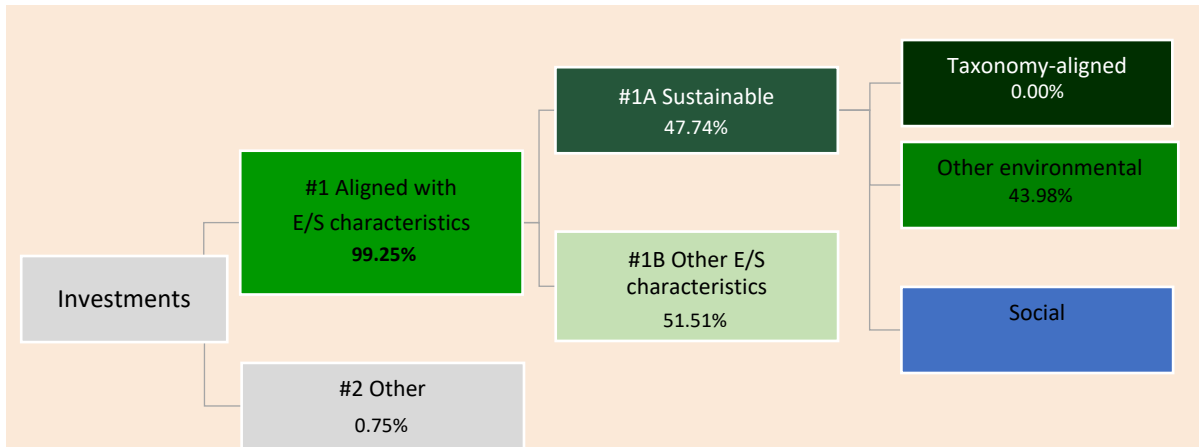 Investments
#1 Aligned with
E/S characteristics
99.25%
#2 Other
0.75%
#1A Sustainable
47.74%
#1B Other E/S
characteristics
51.51%
Taxonomy-aligned
0.00%
Other environmental
43.98%
Social